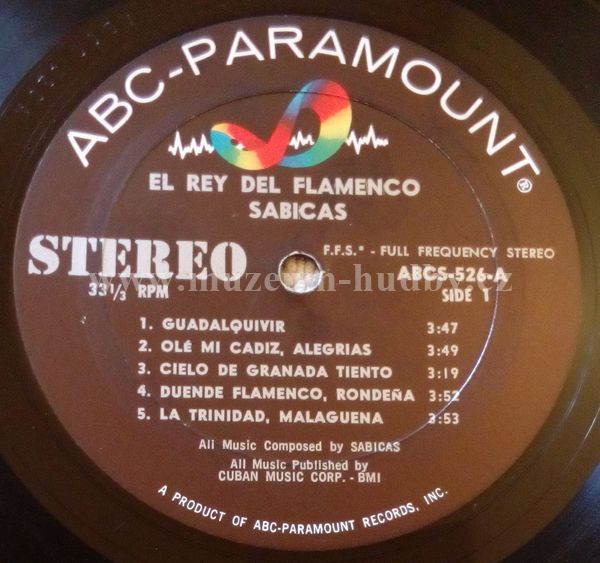 ABC-PARAMOUNT®
EL REY DEL FLAMENCO
SABICAS
STEREO
33 1/3 RPM
F.F.S.* - FULL FREQUENCY STEREO
ABCS-526-A
SIDE 1
www.muzeum-hudby.cz
1. GUADALQUIVIR 3:47
2. OLÉ MI CADIZ, ALEGRIAS 3:49
3. CIELO DE GRANADA TIENTO 3:19
4. DUENDE FLAMENCO, RONDEÑA 3:52
5. LA TRINIDAD, MALAGUENA 3:53
All Music Composed by SABICAS
All Music Published by
CUBAN MUSIC CORP. - BMI
A PRODUCT OF ABC-PARAMOUNT RECORDS, INC.